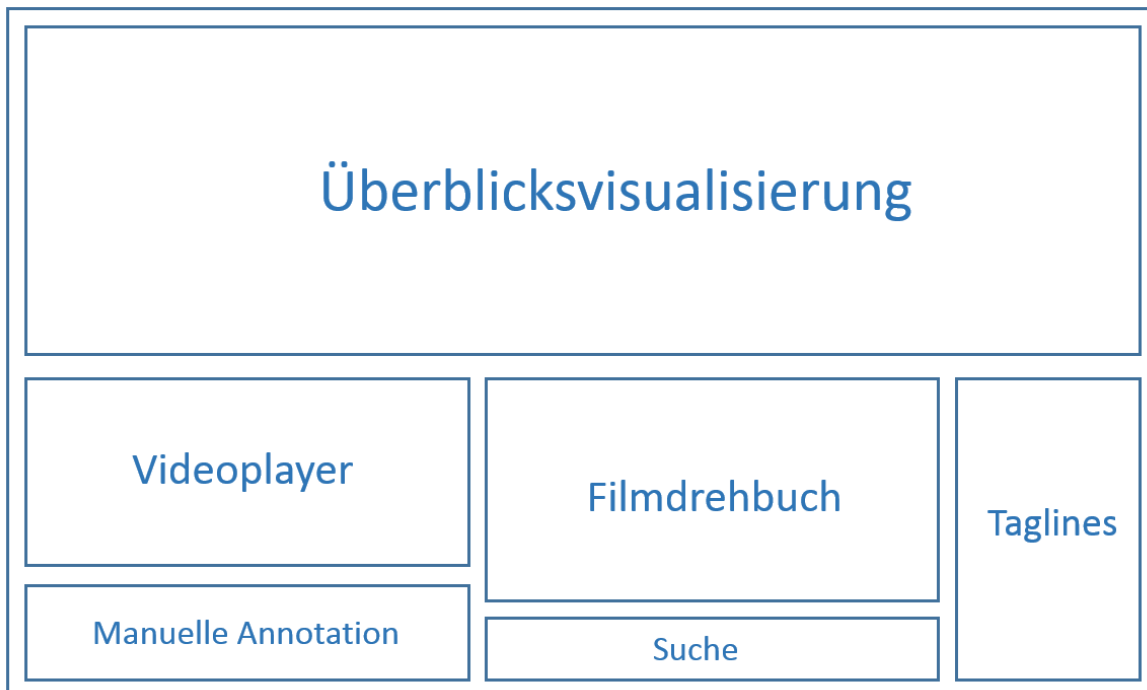 Überblicksvisualisierung
Videoplayer
Filmdrehbuch
Taglines
Manuelle Annotation
Suche